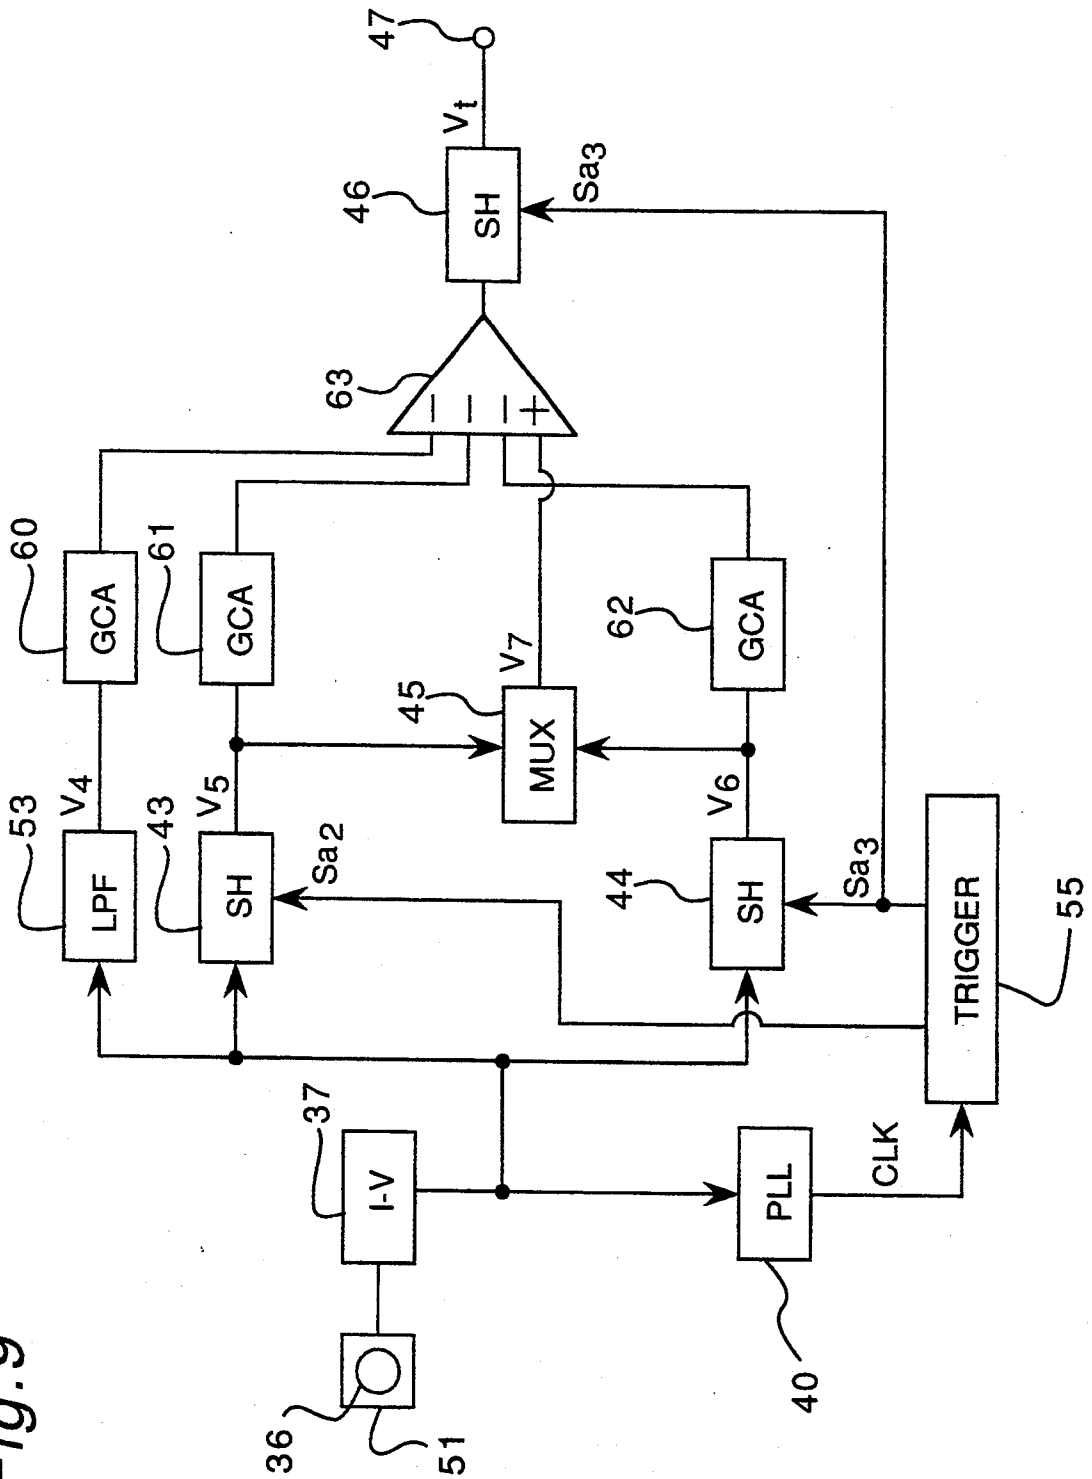 Fig. 9
36
51
I-V
37
PLL
40
CLK
TRIGGER
55
LPF
53
V4
SH
43
V5
Sa2
SH
44
V6
Sa3
GCA
60
GCA
61
MUX
45
V7
GCA
62
63
−
−
−
+
SH
46
Sa3
Vt
47